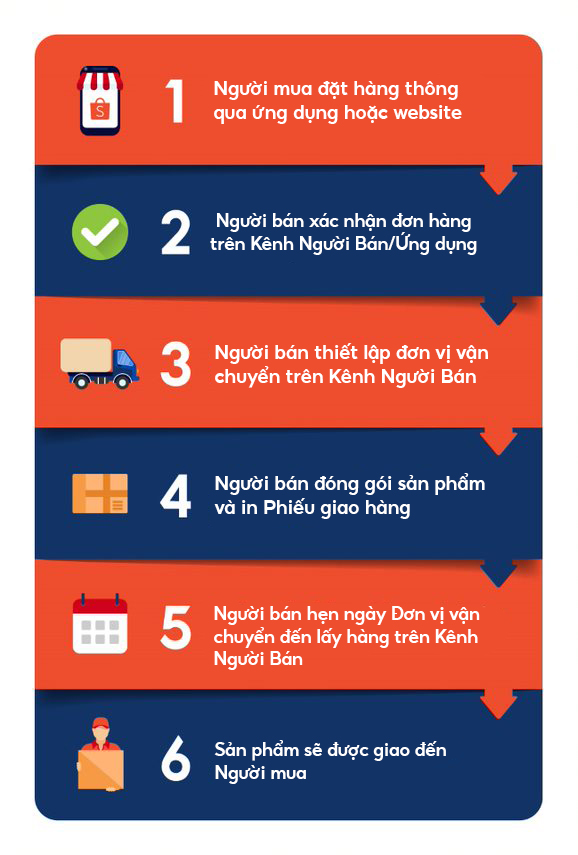 1
Người mua đặt hàng thông
qua ứng dụng hoặc website
2
Người bán xác nhận đơn hàng
trên Kênh Người Bán/Ứng dụng
3
Người bán thiết lập đơn vị vận
chuyển trên Kênh Người Bán
4
Người bán đóng gói sản phẩm
và in Phiếu giao hàng
5
Người bán hẹn ngày Đơn vị vận
chuyển đến lấy hàng trên Kênh
Người Bán
6
Sản phẩm sẽ được giao đến
Người mua